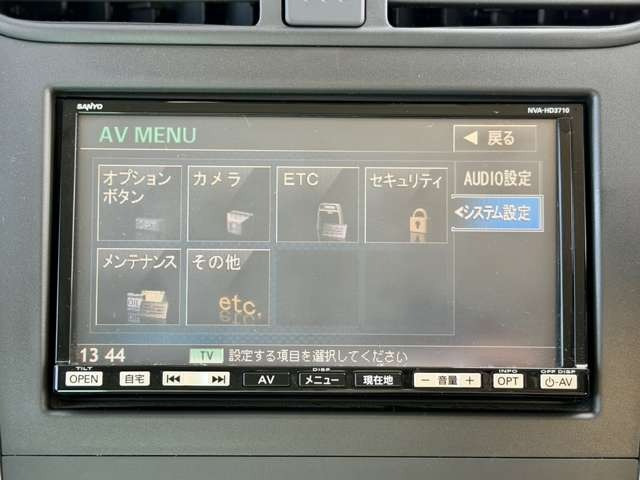 SANYO
NVA-HD3710
AV MENU
戻る
オプション
ボタン
カメラ
ETC
セキュリティ
AUDIO設定
システム設定
メンテナンス
その他
etc.
13 44
TV
設定する項目を選択してください
TILT
OPEN
自宅
AV
DISP
メニュー
現在地
− 音量 +
INFO
OPT
OFF DISP
AV